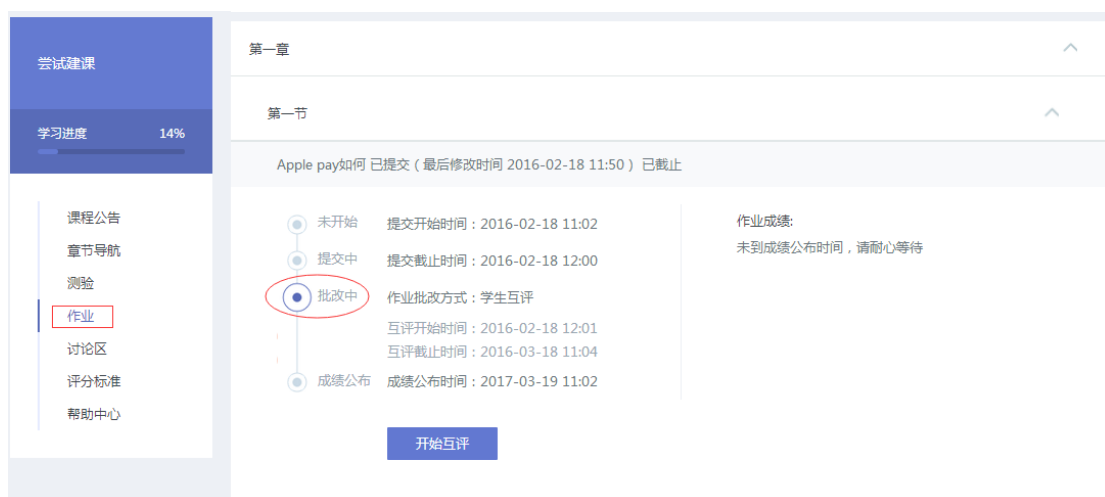 尝试建课
学习进度 14%
课程公告
章节导航
测验
作业
讨论区
评分标准
帮助中心
第一章
第一节
Apple pay如何 已提交（最后修改时间 2016-02-18 11:50 ） 已截止
未开始 提交开始时间：2016-02-18 11:02
提交中 提交截止时间：2016-02-18 12:00
批改中 作业批改方式：学生互评
互评开始时间：2016-02-18 12:01
互评截止时间：2016-03-18 11:04
成绩公布 成绩公布时间：2017-03-19 11:02
开始互评
作业成绩:
未到成绩公布时间，请耐心等待